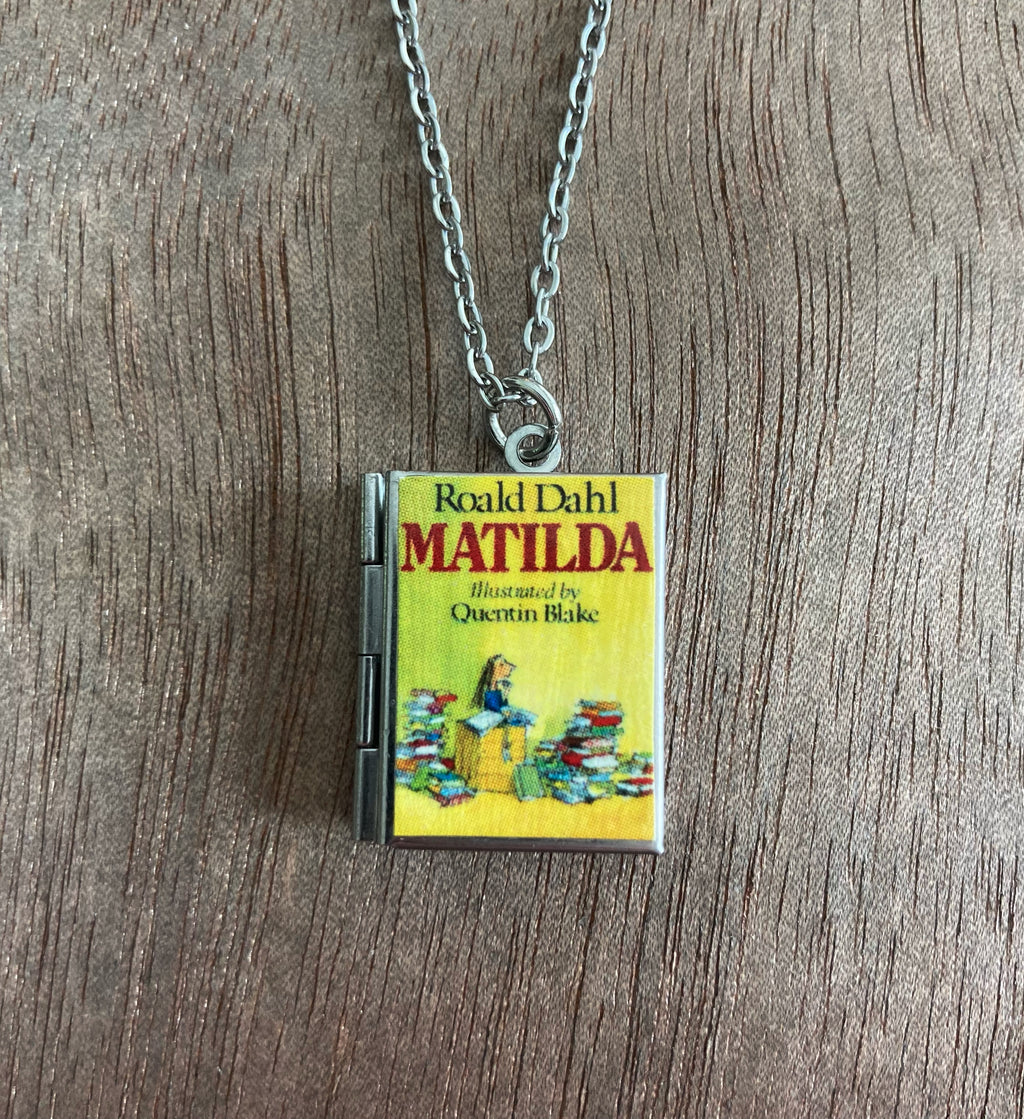 Roald Dahl
MATILDA
Illustrated by
Quentin Blake